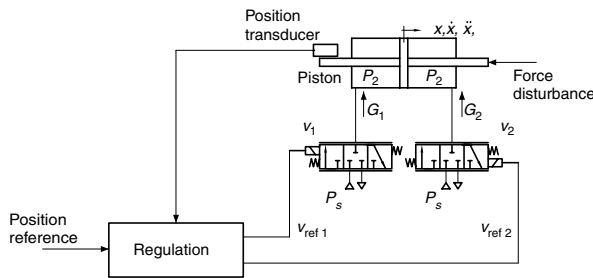 Position
transducer
x,ẋ, ẍ,
Piston
P2
P2
Force
disturbance
G1
G2
v1
v2
Ps
Ps
Position
reference
Regulation
vref 1
vref 2